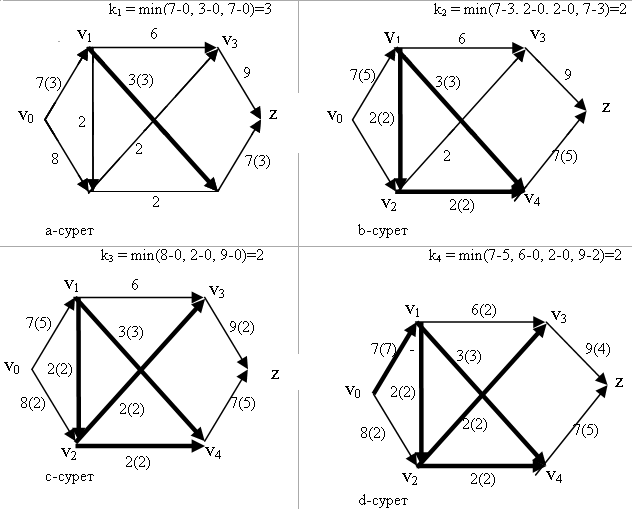 k₁ = min(7-0, 3-0, 7-0)=3
v₁
6
v₃
7(3)
3(3)
9
v₀
2
z
8
2
7(3)
2
a-сурет
k₂ = min(7-3. 2-0. 2-0, 7-3)=2
v₁
6
v₃
7(5)
3(3)
9
v₀
2(2)
z
2
7(5)
v₂
2(2)
v₄
b-сурет
k₃ = min(8-0, 2-0, 9-0)=2
v₁
6
v₃
7(5)
3(3)
9(2)
v₀
2(2)
z
8(2)
2(2)
7(5)
v₂
2(2)
v₄
c-сурет
k₄ = min(7-5, 6-0, 2-0, 9-2)=2
v₁
6(2)
v₃
7(7)
-
3(3)
9(4)
v₀
2(2)
z
8(2)
2(2)
7(5)
v₂
2(2)
v₄
d-сурет